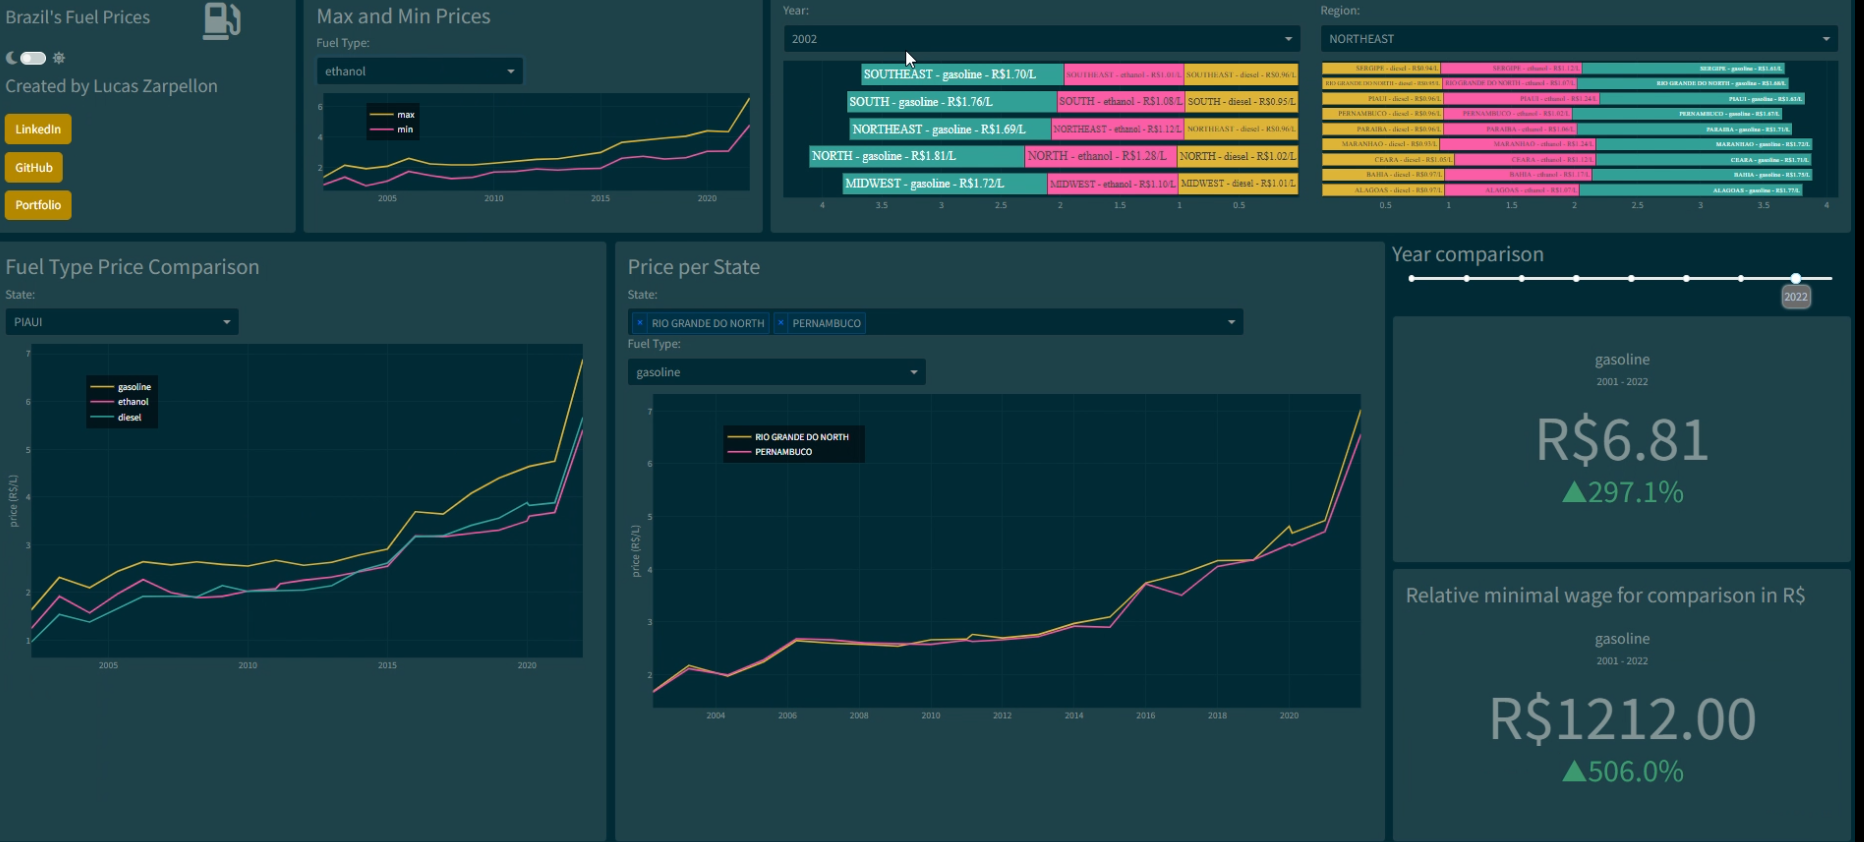 Brazil's Fuel Prices
Created by Lucas Zarpellon
LinkedIn
GitHub
Portfolio
Max and Min Prices
Fuel Type:
ethanol
max
min
6
4
2
2005
2010
2015
2020
Year:
2002
SOUTHEAST - gasoline - R$1.70/L
SOUTHEAST - ethanol - R$1.01/L
SOUTHEAST - diesel - R$0.96/L
SOUTH - gasoline - R$1.76/L
SOUTH - ethanol - R$1.08/L
SOUTH - diesel - R$0.95/L
NORTHEAST - gasoline - R$1.69/L
NORTHEAST - ethanol - R$1.12/L
NORTHEAST - diesel - R$0.96/L
NORTH - gasoline - R$1.81/L
NORTH - ethanol - R$1.28/L
NORTH - diesel - R$1.02/L
MIDWEST - gasoline - R$1.72/L
MIDWEST - ethanol - R$1.10/L
MIDWEST - diesel - R$1.01/L
4
3.5
3
2.5
2
1.5
1
0.5
Region:
NORTHEAST
SERGIPE - diesel - R$0.94/L
SERGIPE - ethanol - R$1.12/L
SERGIPE - gasoline - R$1.61/L
RIO GRANDE DO NORTH - gasoline - R$1.68/L
PIAUI - diesel - R$0.96/L
PIAUI - ethanol - R$1.24/L
PIAUI - gasoline - R$1.63/L
PERNAMBUCO - diesel - R$0.96/L
PERNAMBUCO - ethanol - R$1.02/L
PERNAMBUCO - gasoline - R$1.67/L
PARAIBA - diesel - R$0.96/L
PARAIBA - ethanol - R$1.06/L
PARAIBA - gasoline - R$1.71/L
MARANHAO - diesel - R$0.93/L
MARANHAO - ethanol - R$1.24/L
MARANHAO - gasoline - R$1.72/L
CEARA - diesel - R$1.05/L
CEARA - ethanol - R$1.12/L
CEARA - gasoline - R$1.71/L
BAHIA - diesel - R$0.97/L
BAHIA - ethanol - R$1.17/L
BAHIA - gasoline - R$1.75/L
ALAGOAS - diesel - R$0.97/L
ALAGOAS - ethanol - R$1.07/L
ALAGOAS - gasoline - R$1.77/L
0.5
1
1.5
2
2.5
3
3.5
4
Fuel Type Price Comparison
State:
PIAUI
gasoline
ethanol
diesel
price (R$/L)
7
6
5
4
3
2
1
2005
2010
2015
2020
Price per State
State:
× RIO GRANDE DO NORTH × PERNAMBUCO
Fuel Type:
gasoline
RIO GRANDE DO NORTH
PERNAMBUCO
price (R$/L)
7
6
5
4
3
2
2004
2006
2008
2010
2012
2014
2016
2018
2020
Year comparison
2022
gasoline
2001 - 2022
R$6.81
▲297.1%
Relative minimal wage for comparison in R$
gasoline
2001 - 2022
R$1212.00
▲506.0%